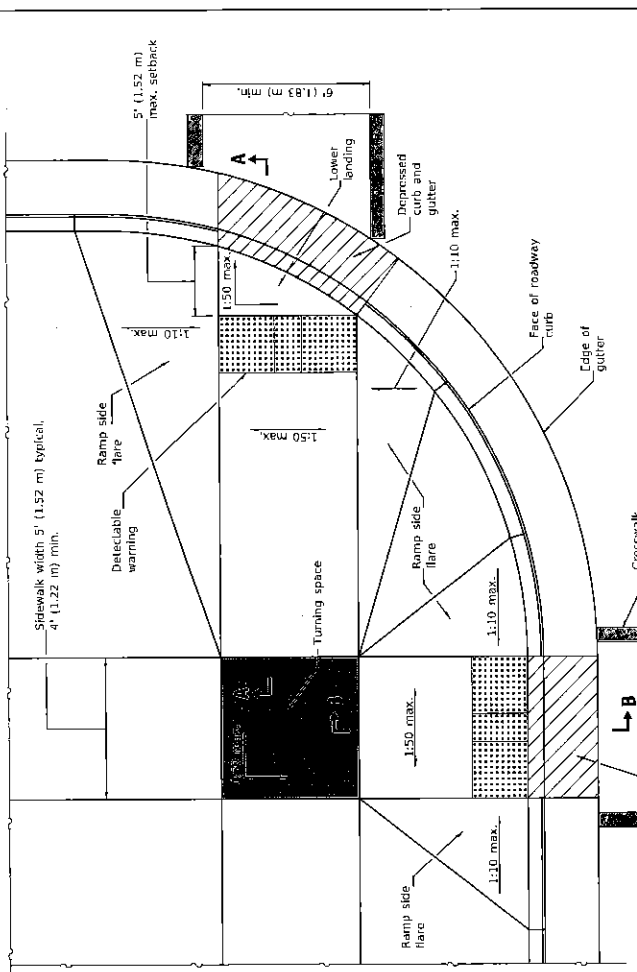 5' (1.52 m)
max. setback
6' (1.83 m) min.
A
Lower
landing
Depressed
curb and
gutter
1:10 max.
1:50 max.
1:10 max.
Ramp side
flare
Sidewalk width 5' (1.52 m) typical,
4' (1.22 m) min.
Detectable
warning
1:50 max.
Face of roadway
curb
Edge of
gutter
Ramp side
flare
Turning space
A
B
1:10 max.
1:50 max.
Crosswalk
B
Ramp side
flare
1:10 max.